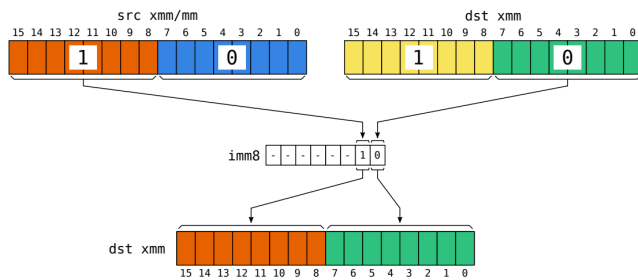 src xmm/mm dst xmm
15 14 13 12 11 10 9 8 7 6 5 4 3 2 1 0 15 14 13 12 11 10 9 8 7 6 5 4 3 2 1 0
1 0 1 0
imm8 - - - - - - 1 0
dst xmm
15 14 13 12 11 10 9 8 7 6 5 4 3 2 1 0